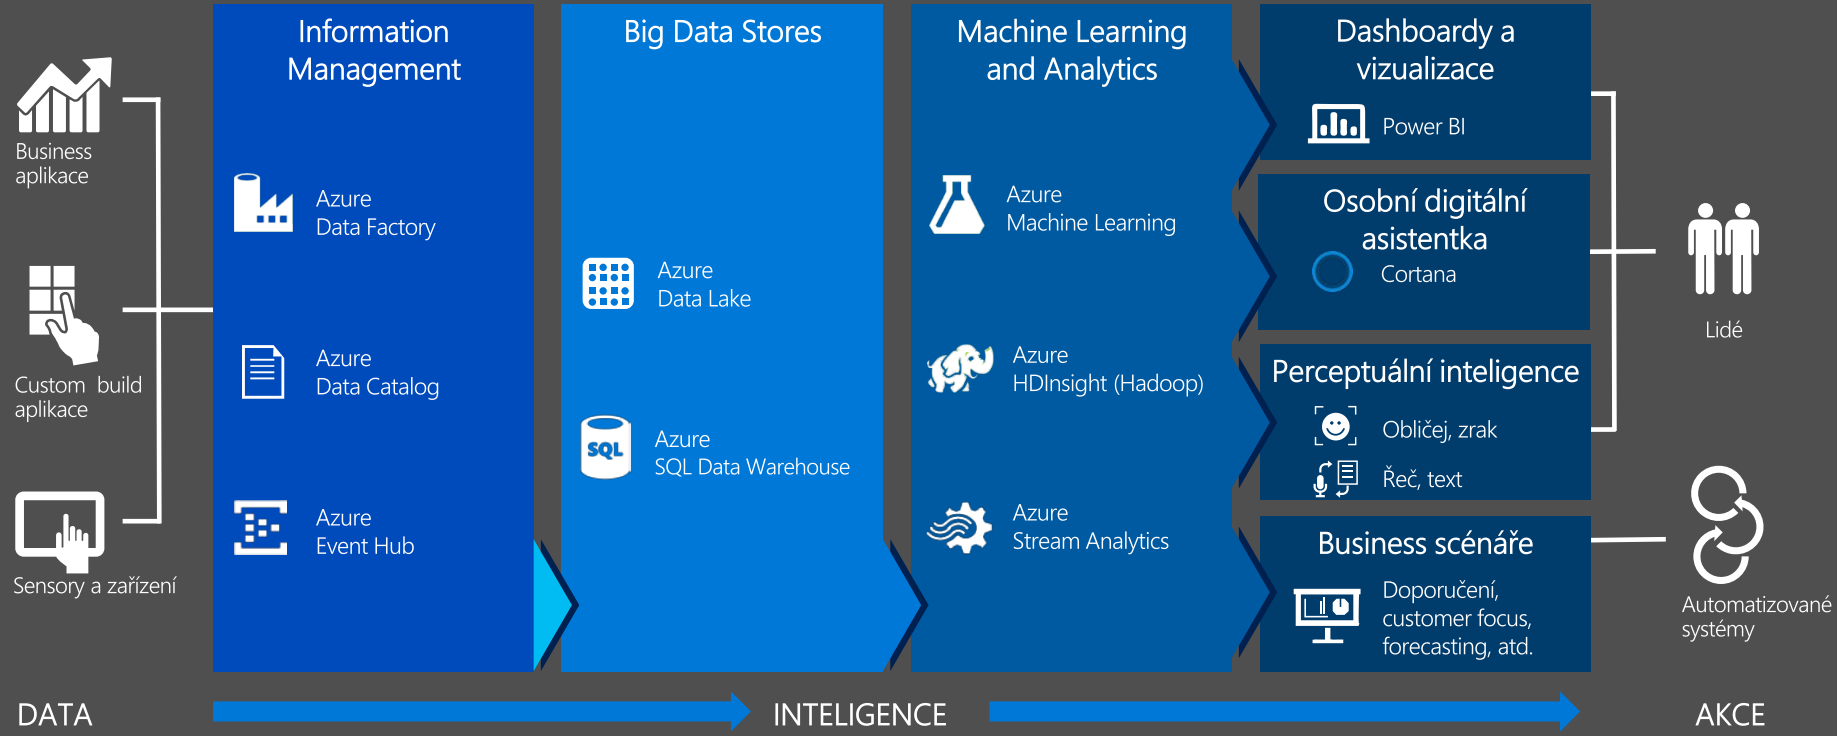 Business
aplikace
Custom build
aplikace
Sensory a zařízení
Information
Management
Azure
Data Factory
Azure
Data Catalog
Azure
Event Hub
Big Data Stores
Azure
Data Lake
SQL
Azure
SQL Data Warehouse
Machine Learning
and Analytics
Azure
Machine Learning
Azure
HDInsight (Hadoop)
Azure
Stream Analytics
Dashboardy a
vizualizace
Power BI
Osobní digitální
asistentka
Cortana
Perceptuální inteligence
Obličej, zrak
Řeč, text
Business scénáře
Doporučení,
customer focus,
forecasting, atd.
Lidé
Automatizované
systémy
DATA
INTELIGENCE
AKCE